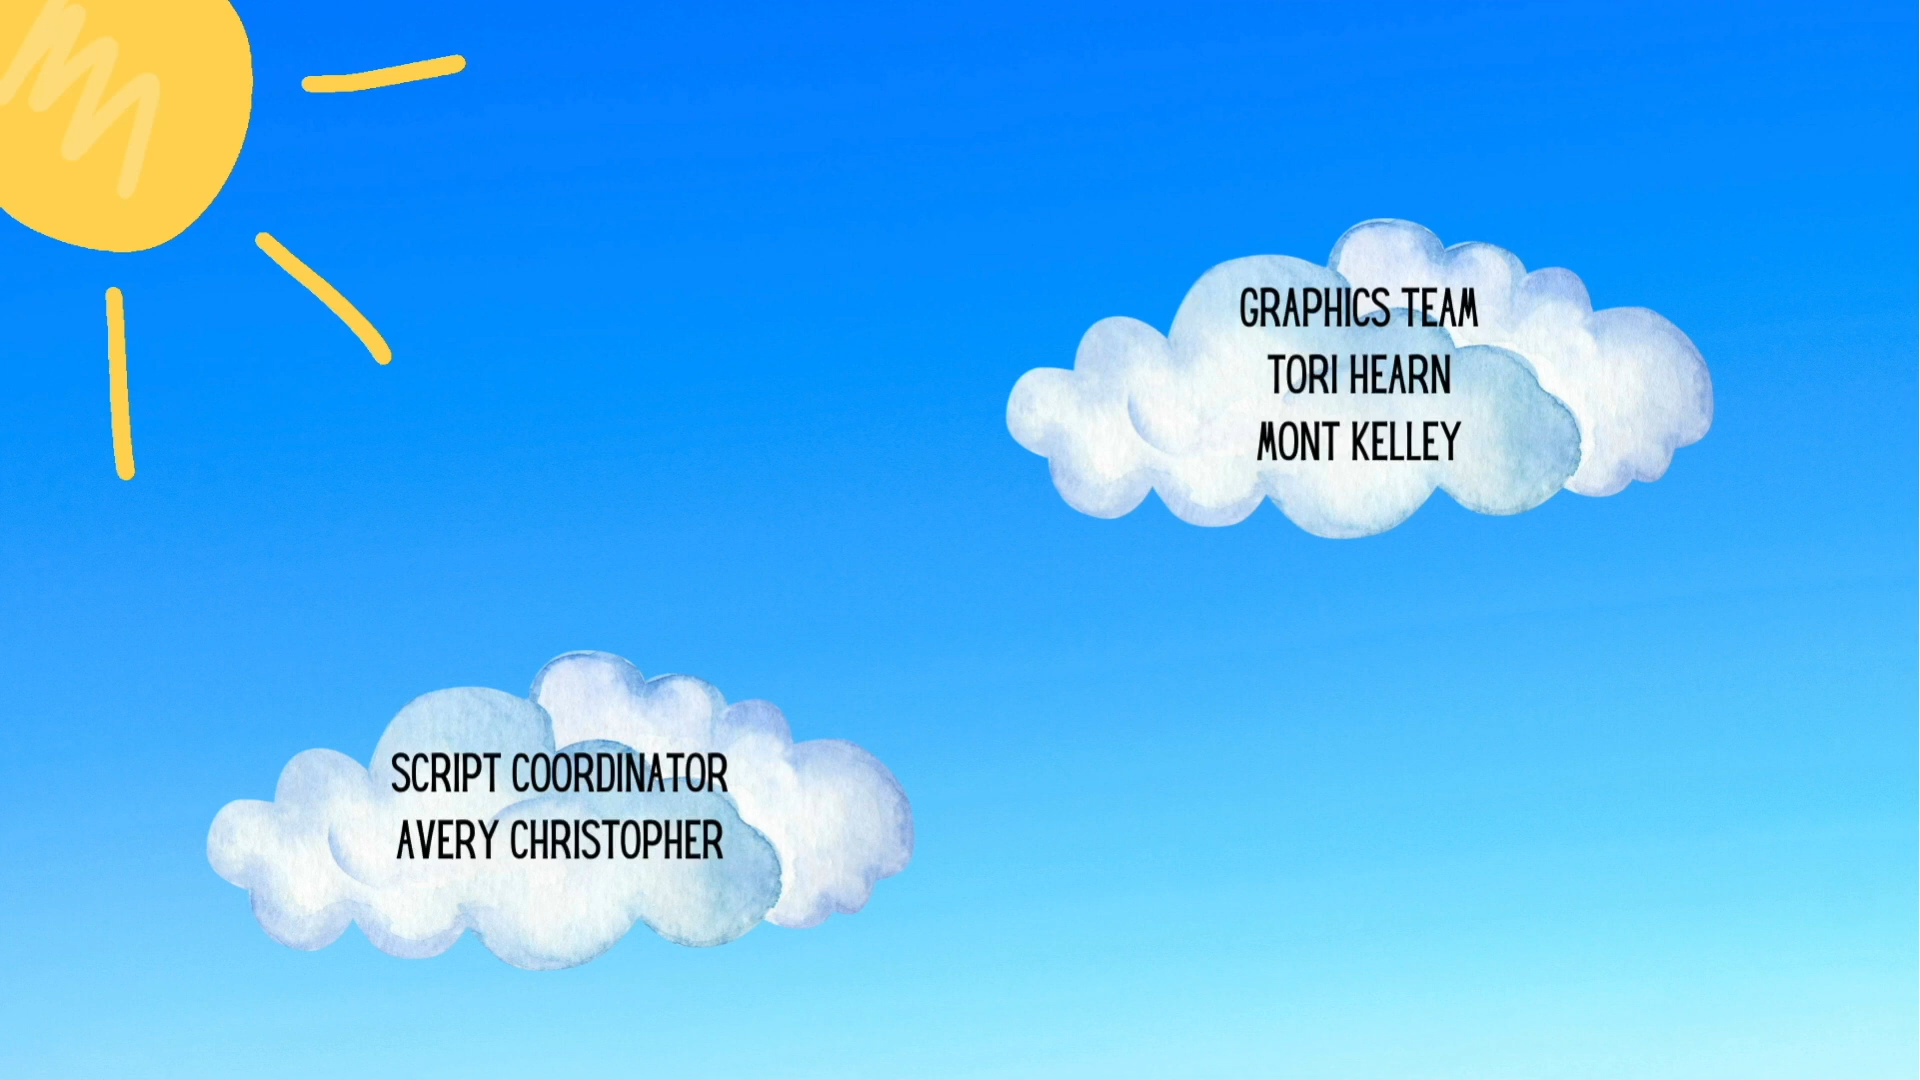 GRAPHICS TEAM
TORI HEARN
MONT KELLEY
SCRIPT COORDINATOR
AVERY CHRISTOPHER